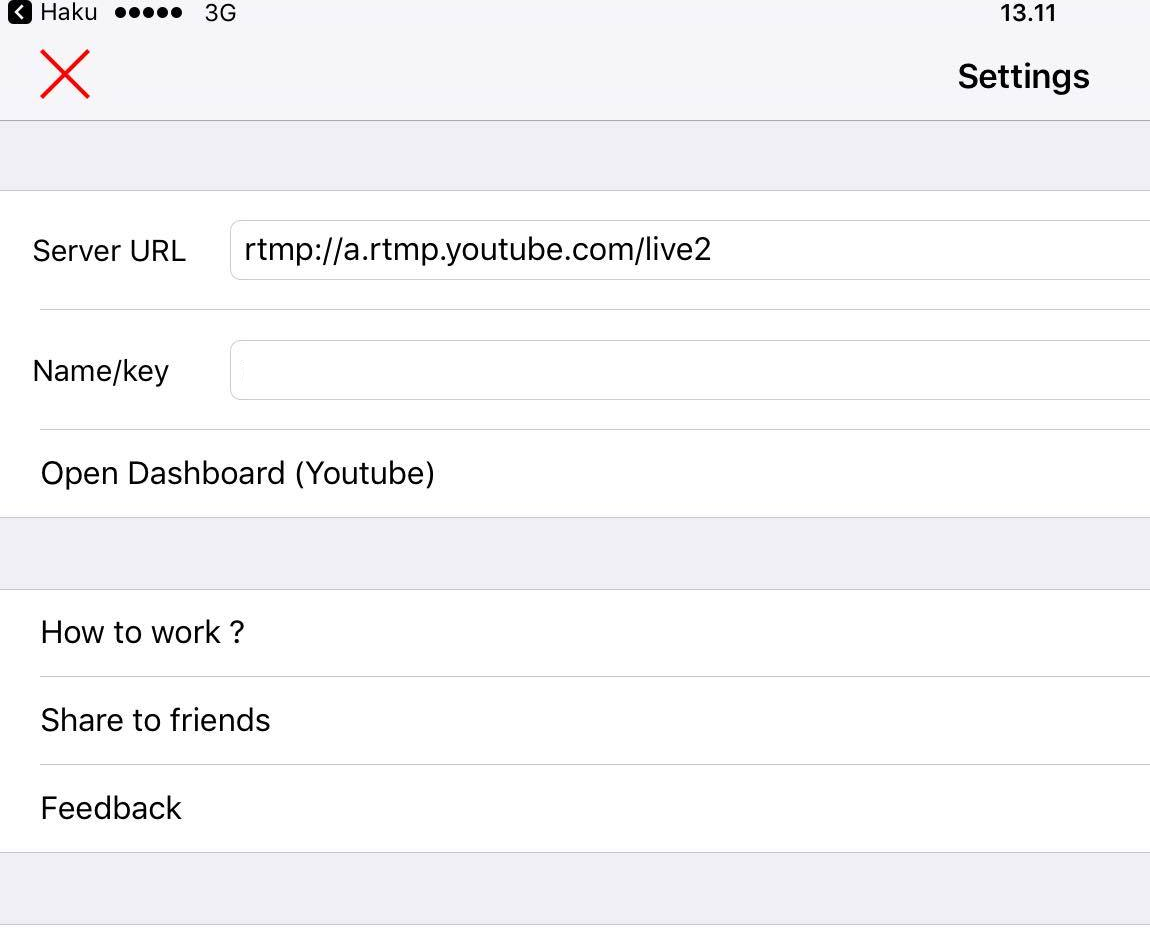 Haku 3G 13.11
Settings
Server URL rtmp://a.rtmp.youtube.com/live2
Name/key
Open Dashboard (Youtube)
How to work ?
Share to friends
Feedback